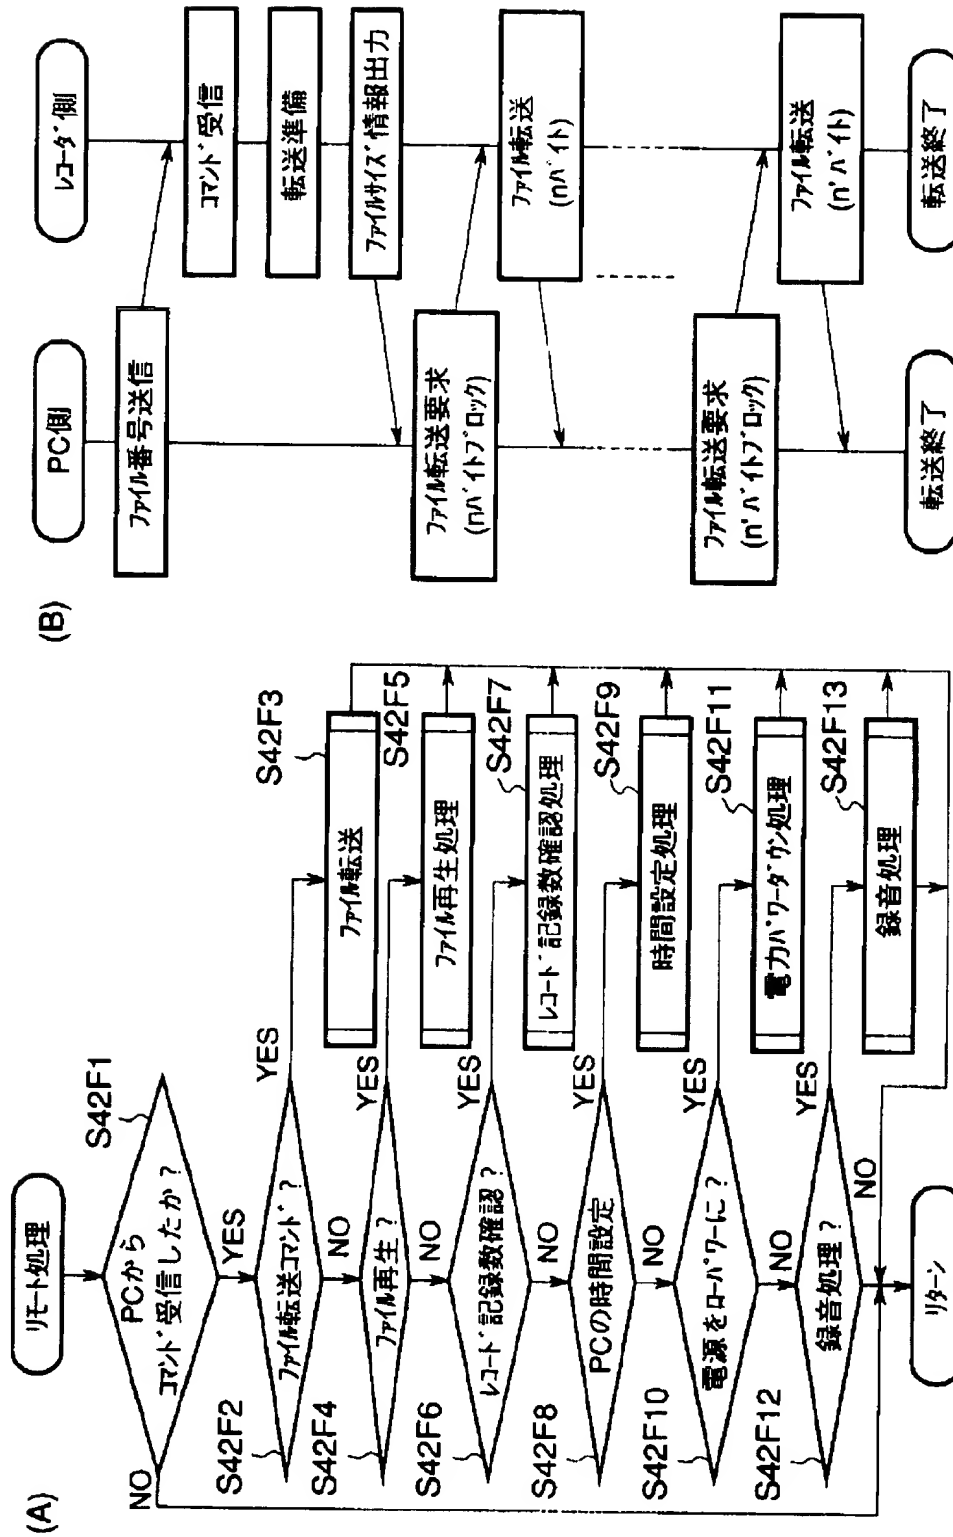 (A)
リモート処理
S42F1
PCから
コマンド受信したか？
NO
YES
S42F2
ファイル転送コマンド？
YES
S42F3
ファイル転送
NO
S42F4
ファイル再生？
YES
S42F5
ファイル再生処理
NO
S42F6
レコード記録数確認？
YES
S42F7
レコード記録数確認処理
NO
S42F8
PCの時間設定
YES
S42F9
時間設定処理
NO
S42F10
電源をローパワーに？
YES
S42F11
電力パワーダウン処理
NO
S42F12
録音処理？
YES
S42F13
録音処理
NO
リターン
(B)
PC側
レコーダ側
ファイル番号送信
コマンド受信
転送準備
ファイルサイズ情報出力
ファイル転送要求
(nバイトブロック)
ファイル転送
(nバイト)
ファイル転送要求
(n'バイトブロック)
ファイル転送
(n'バイト)
転送終了
転送終了